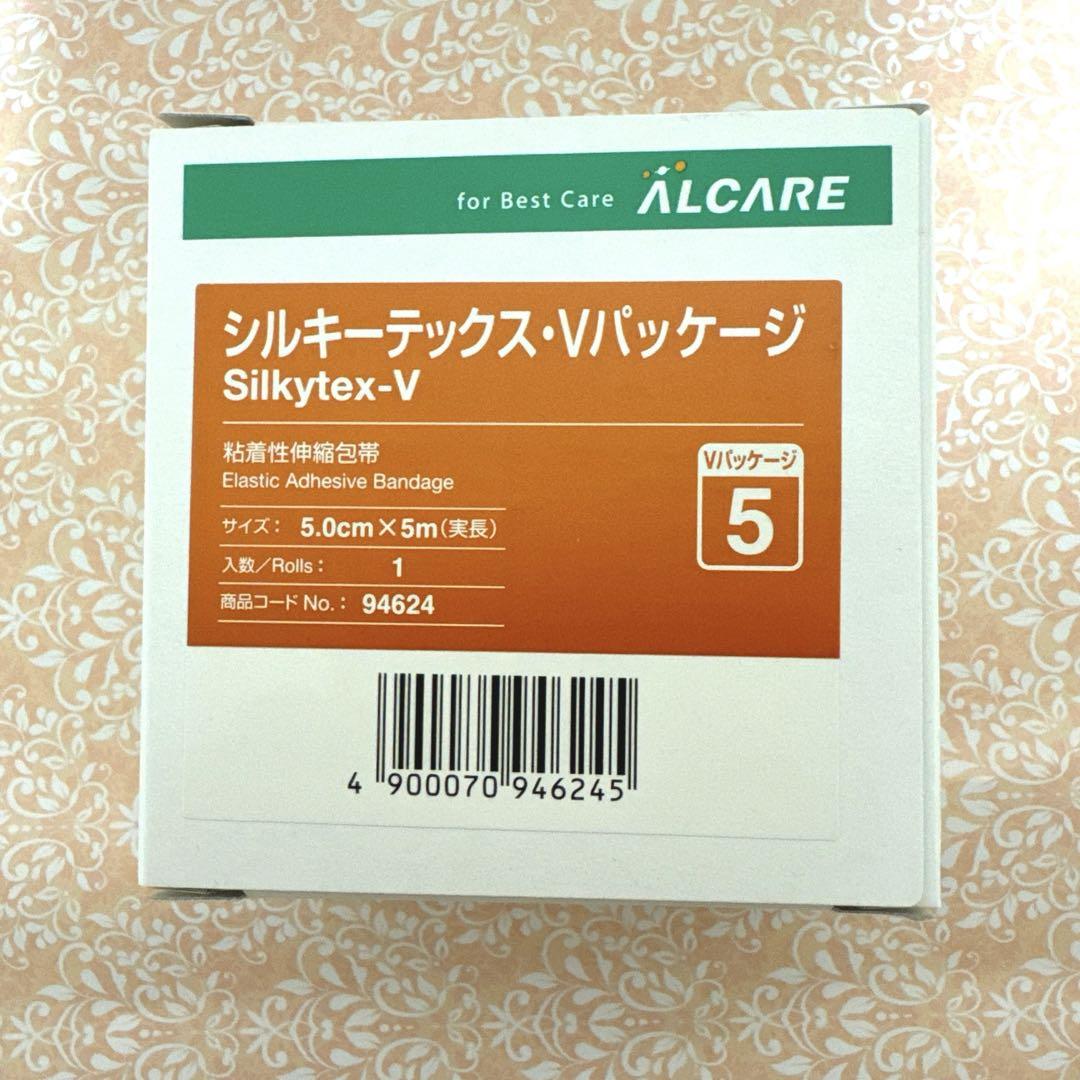 for Best Care ALCARE
シルキーテックス・Vパッケージ
Silkytex-V
粘着性伸縮包帯
Elastic Adhesive Bandage
サイズ： 5.0cm×5m(実長)
入数／Rolls： 1
商品コード No.： 94624
Vパッケージ
5
4 900070 946245